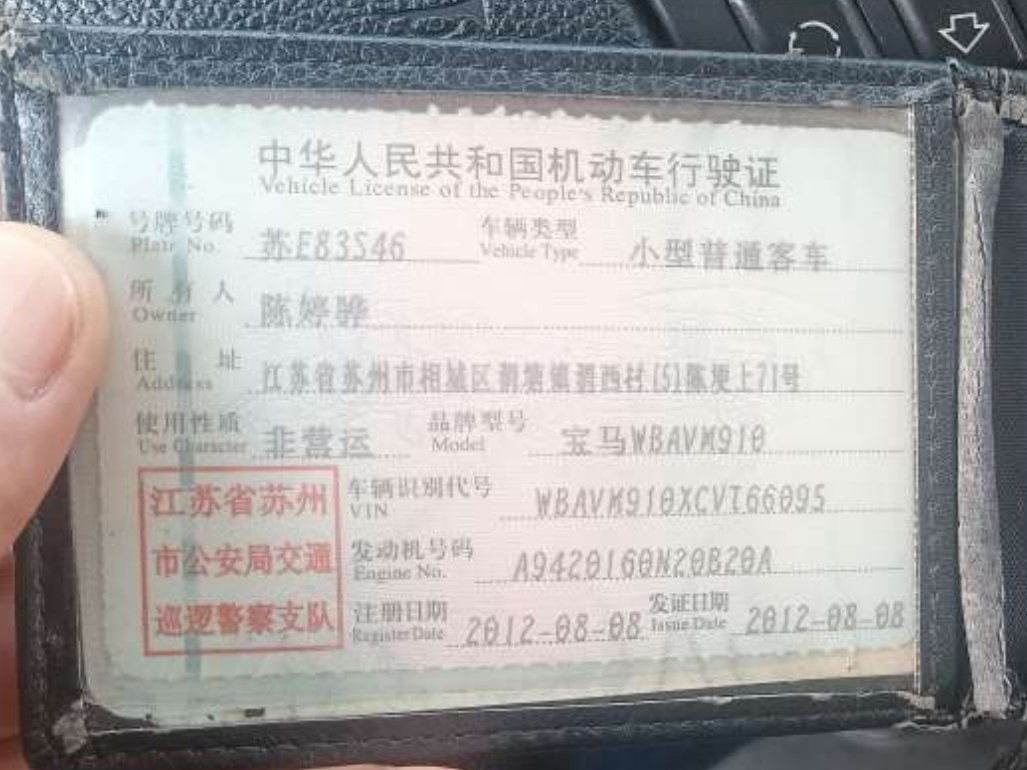 中华人民共和国机动车行驶证
Vehicle License of the People's Republic of China
号牌号码 苏E83S46 车辆类型 小型普通客车
Plate No. Vehicle Type
所有人 陈婷骅
Owner
住址 江苏省苏州市相城区渭塘镇渭西村(5)陈埂上71号
Address
使用性质 非营运 品牌型号 宝马WBAVM910
Use Character Model
江苏省苏州 车辆识别代号 WBAVM910XCVT66095
VIN
市公安局交通 发动机号码 A9420160N20B20A
Engine No.
巡逻警察支队 注册日期 2012-08-08 发证日期 2012-08-08
Register Date Issue Date